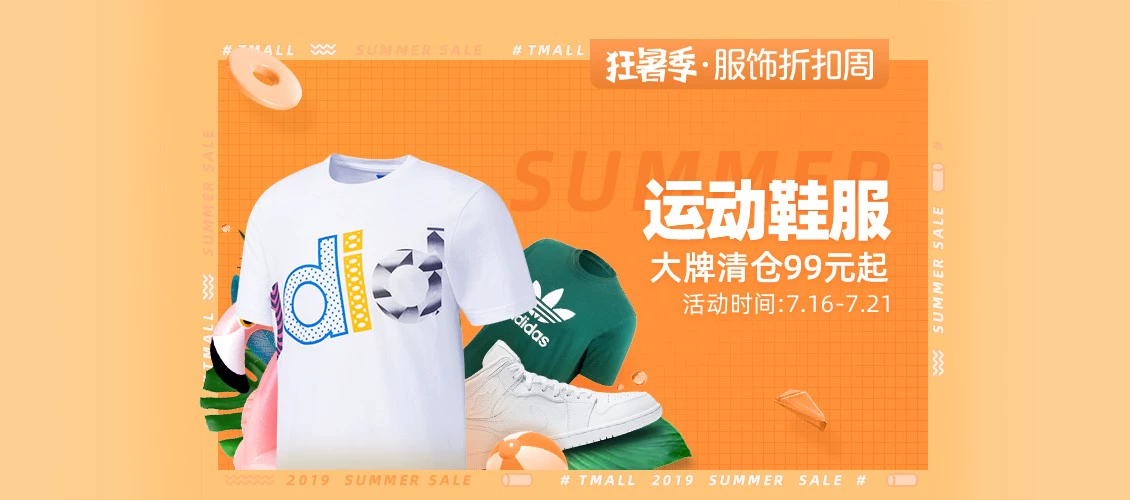 # TMALL SUMMER SALE # TMALL
狂暑季·服饰折扣周
SUMMER
运动鞋服
大牌清仓99元起
活动时间:7.16-7.21
adidas
SUMMER SALE
TMALL
SUMMER SALE
#
2019 SUMMER SALE # TMALL 2019 SUMMER SALE #